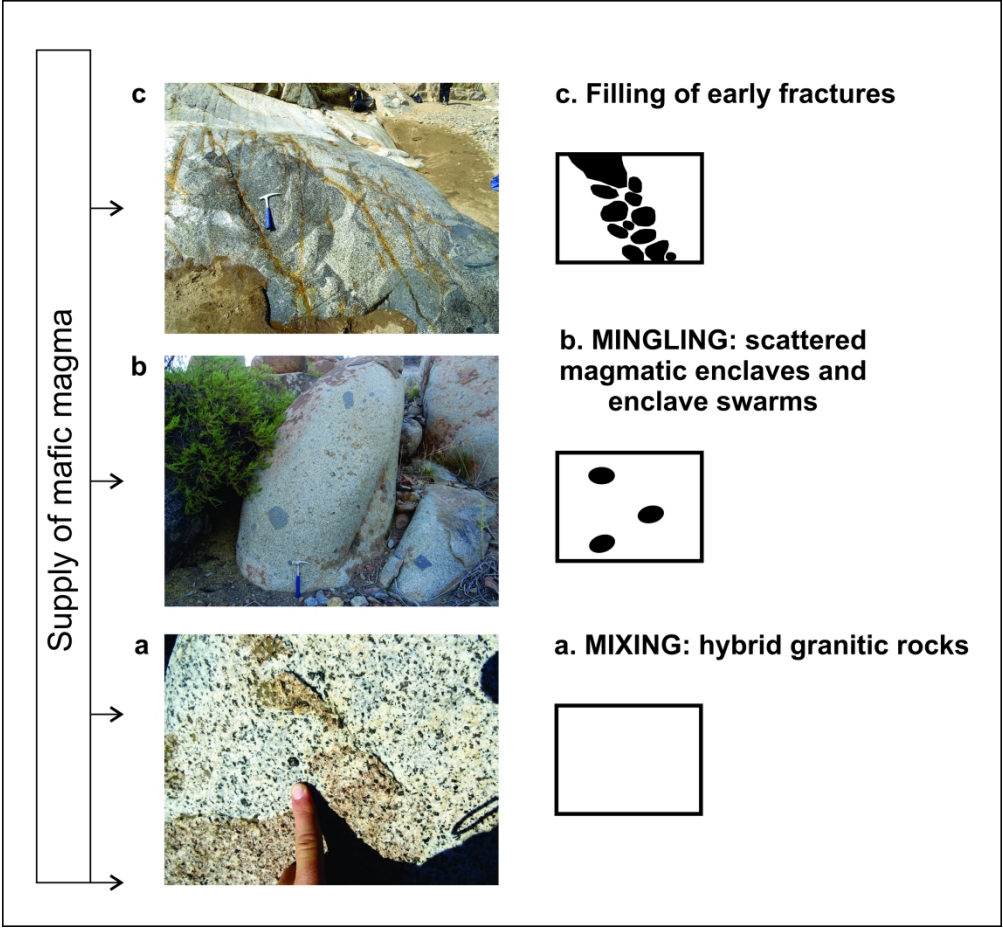 c
c. Filling of early fractures
Supply of mafic magma
b
b. MINGLING: scattered
magmatic enclaves and
enclave swarms
a
a. MIXING: hybrid granitic rocks